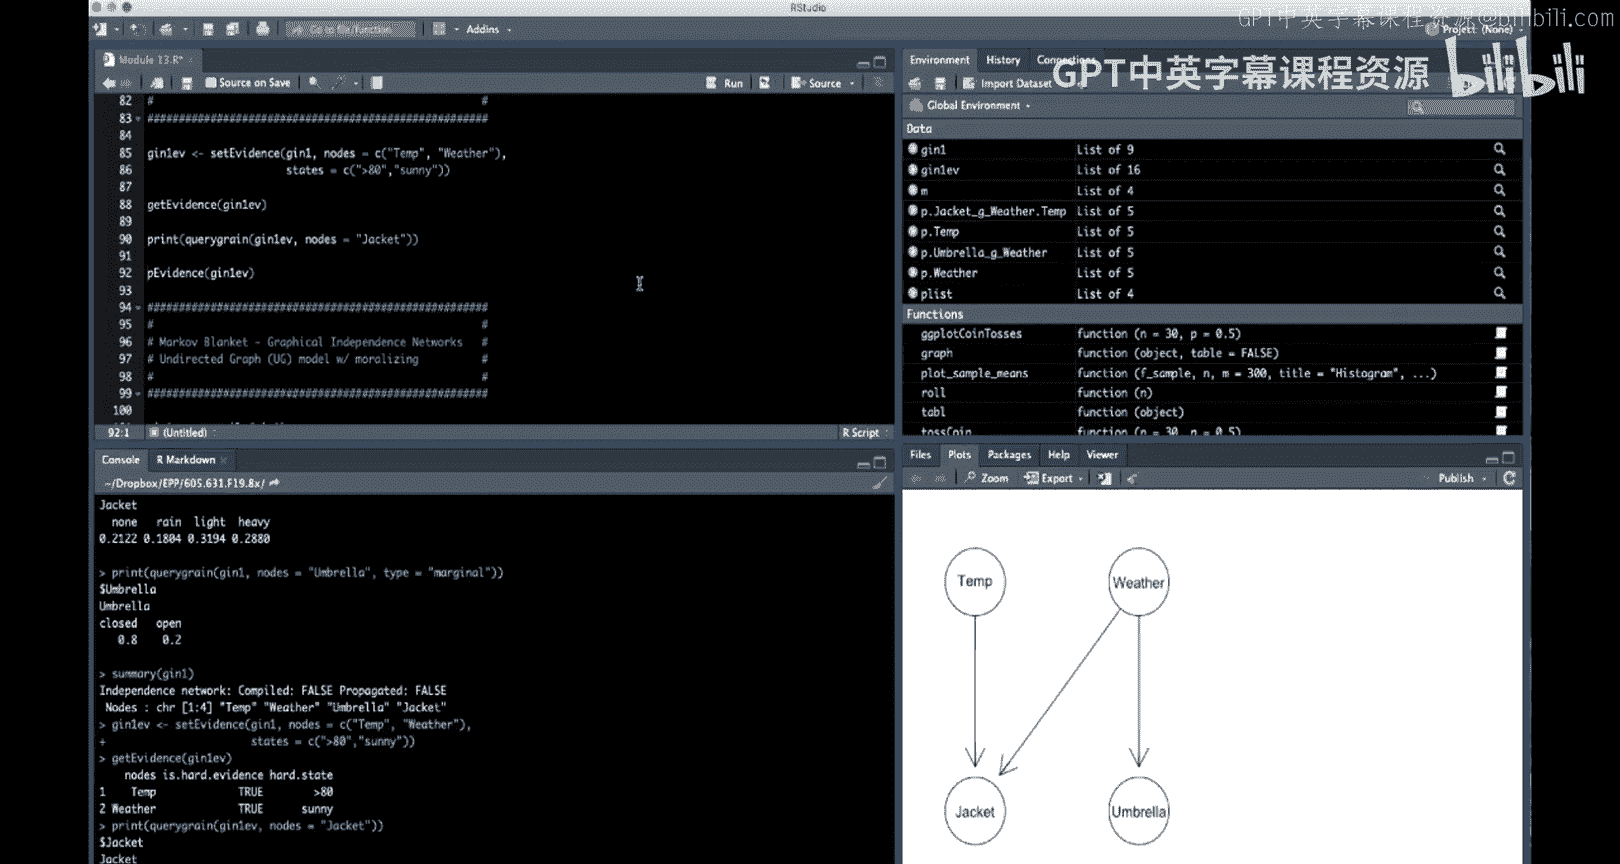 RStudio
GPT中英字幕课程资源@bilibili.com
Go to file/function
Addins
Project: (None)
GPT中英字幕课程资源 bilibili
Module 13.R*
Source on Save
Run
Source
82 # #
83 ######################################################
84
85 gin1ev <- setEvidence(gin1, nodes = c("Temp", "Weather"),
86 states = c(">80","sunny"))
87
88 getEvidence(gin1ev)
89
90 print(querygrain(gin1ev, nodes = "Jacket"))
91
92 pEvidence(gin1ev)
93
94 ######################################################
95 # #
96 # Markov Blanket - Graphical Independence Networks #
97 # Undirected Graph (UG) model w/ moralizing #
98 # #
99 ######################################################
100
92:1 (Untitled) R Script
Console R Markdown
~/Dropbox/EPP/605.631.F19.8x/
Jacket
none rain light heavy
0.2122 0.1804 0.3194 0.2880
> print(querygrain(gin1, nodes = "Umbrella", type = "marginal"))
$Umbrella
Umbrella
closed open
0.8 0.2
> summary(gin1)
Independence network: Compiled: FALSE Propagated: FALSE
Nodes : chr [1:4] "Temp" "Weather" "Umbrella" "Jacket"
> gin1ev <- setEvidence(gin1, nodes = c("Temp", "Weather"),
+ states = c(">80","sunny"))
> getEvidence(gin1ev)
nodes is.hard.evidence hard.state
1 Temp TRUE >80
2 Weather TRUE sunny
> print(querygrain(gin1ev, nodes = "Jacket"))
$Jacket
Jacket
Environment History Connections
Import Dataset
Global Environment
Data
gin1 List of 9
gin1ev List of 16
m List of 4
p.Jacket_g_Weather.Temp List of 5
p.Temp List of 5
p.Umbrella_g_Weather List of 5
p.Weather List of 5
plist List of 4
Functions
ggplotCoinTosses function (n = 30, p = 0.5)
graph function (object, table = FALSE)
plot_sample_means function (f_sample, n, m = 300, title = "Histogram", ...)
roll function (n)
tabl function (object)
tossCoin function (n = 30, p = 0.5)
Files Plots Packages Help Viewer
Zoom Export Publish
Temp Weather
Jacket Umbrella